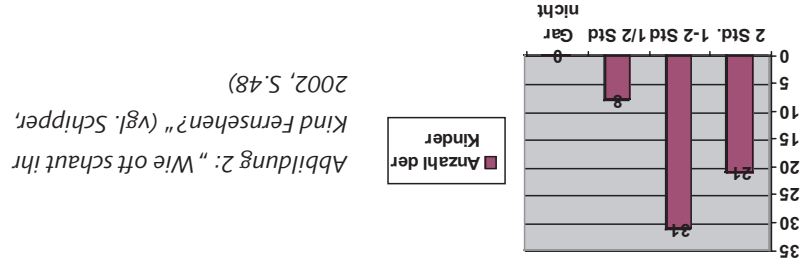 35
30
25
20
15
10
5
0
21
31
8
0
2 Std. 1-2 Std 1/2 Std Gar
nicht
Anzahl der
Kinder
Abbildung 2: „ Wie oft schaut ihr
Kind Fernsehen?" (vgl. Schipper,
2002, S.48)